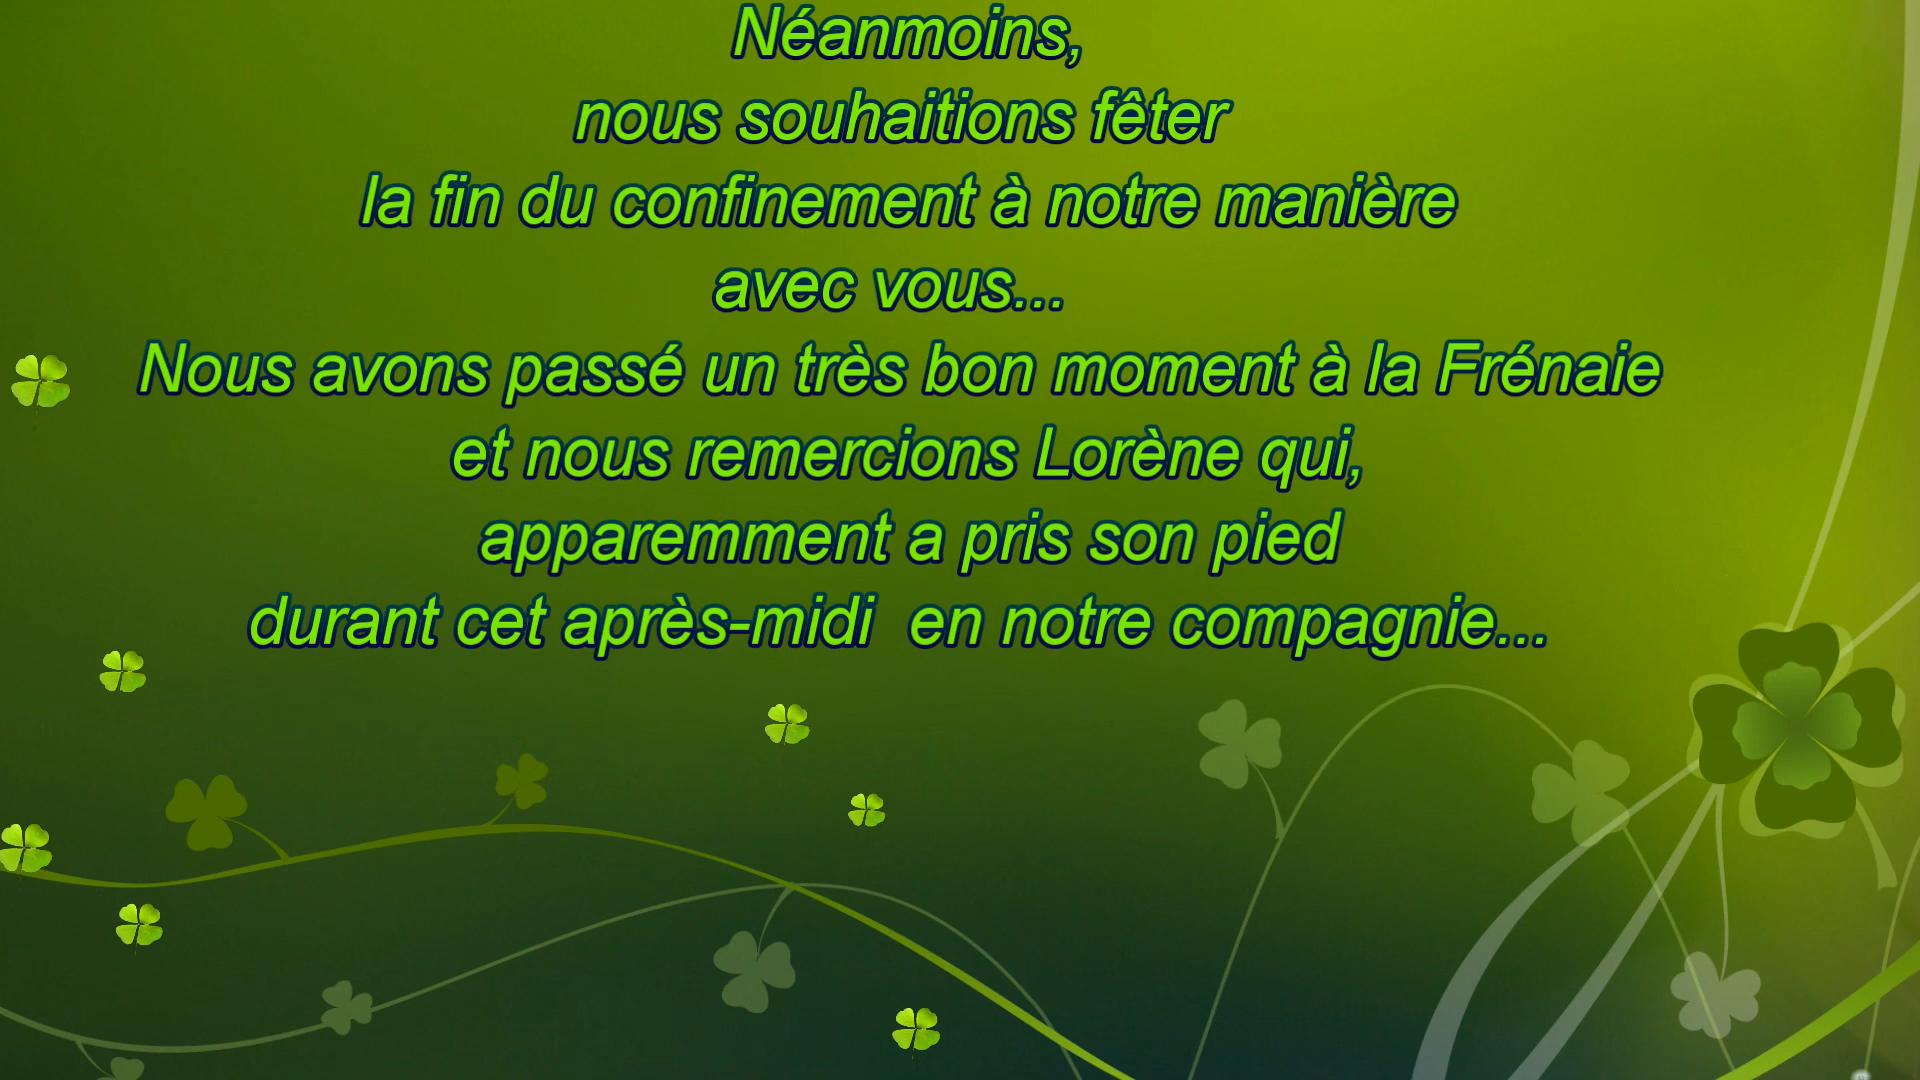 Néanmoins,
nous souhaitions fêter
la fin du confinement à notre manière
avec vous...
Nous avons passé un très bon moment à la Frénaie
et nous remercions Lorène qui,
apparemment a pris son pied
durant cet après-midi  en notre compagnie...